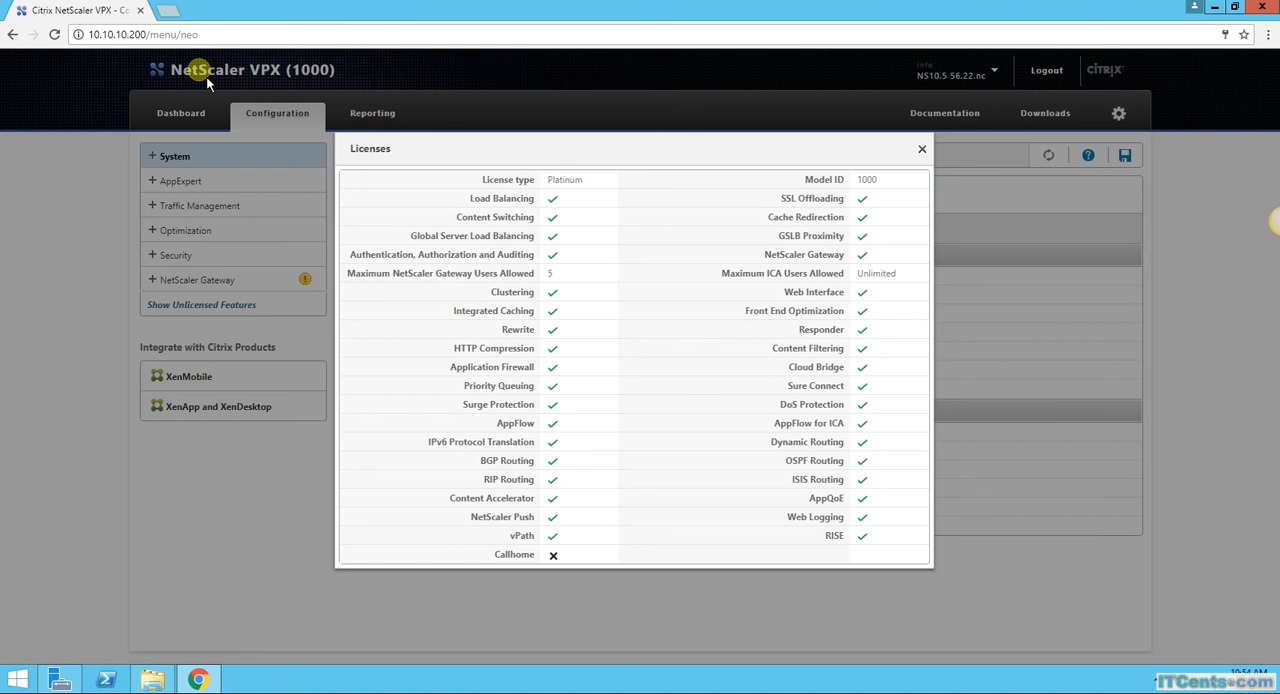 Citrix NetScaler VPX - Co
10.10.10.200/menu/neo
NetScaler VPX (1000)
Info
NS10.5 56.22.nc
Logout
CİTRIX
Dashboard
Configuration
Reporting
Documentation
Downloads
Licenses
System
AppExpert
Traffic Management
Optimization
Security
NetScaler Gateway
Show Unlicensed Features
Integrate with Citrix Products
XenMobile
XenApp and XenDesktop
License type Platinum Model ID 1000
Load Balancing SSL Offloading
Content Switching Cache Redirection
Global Server Load Balancing GSLB Proximity
Authentication, Authorization and Auditing NetScaler Gateway
Maximum NetScaler Gateway Users Allowed 5 Maximum ICA Users Allowed Unlimited
Clustering Web Interface
Integrated Caching Front End Optimization
Rewrite Responder
HTTP Compression Content Filtering
Application Firewall Cloud Bridge
Priority Queuing Sure Connect
Surge Protection DoS Protection
AppFlow AppFlow for ICA
IPv6 Protocol Translation Dynamic Routing
BGP Routing OSPF Routing
RIP Routing ISIS Routing
Content Accelerator AppQoE
NetScaler Push Web Logging
vPath RISE
Callhome
10:54 AM
ITCents.com